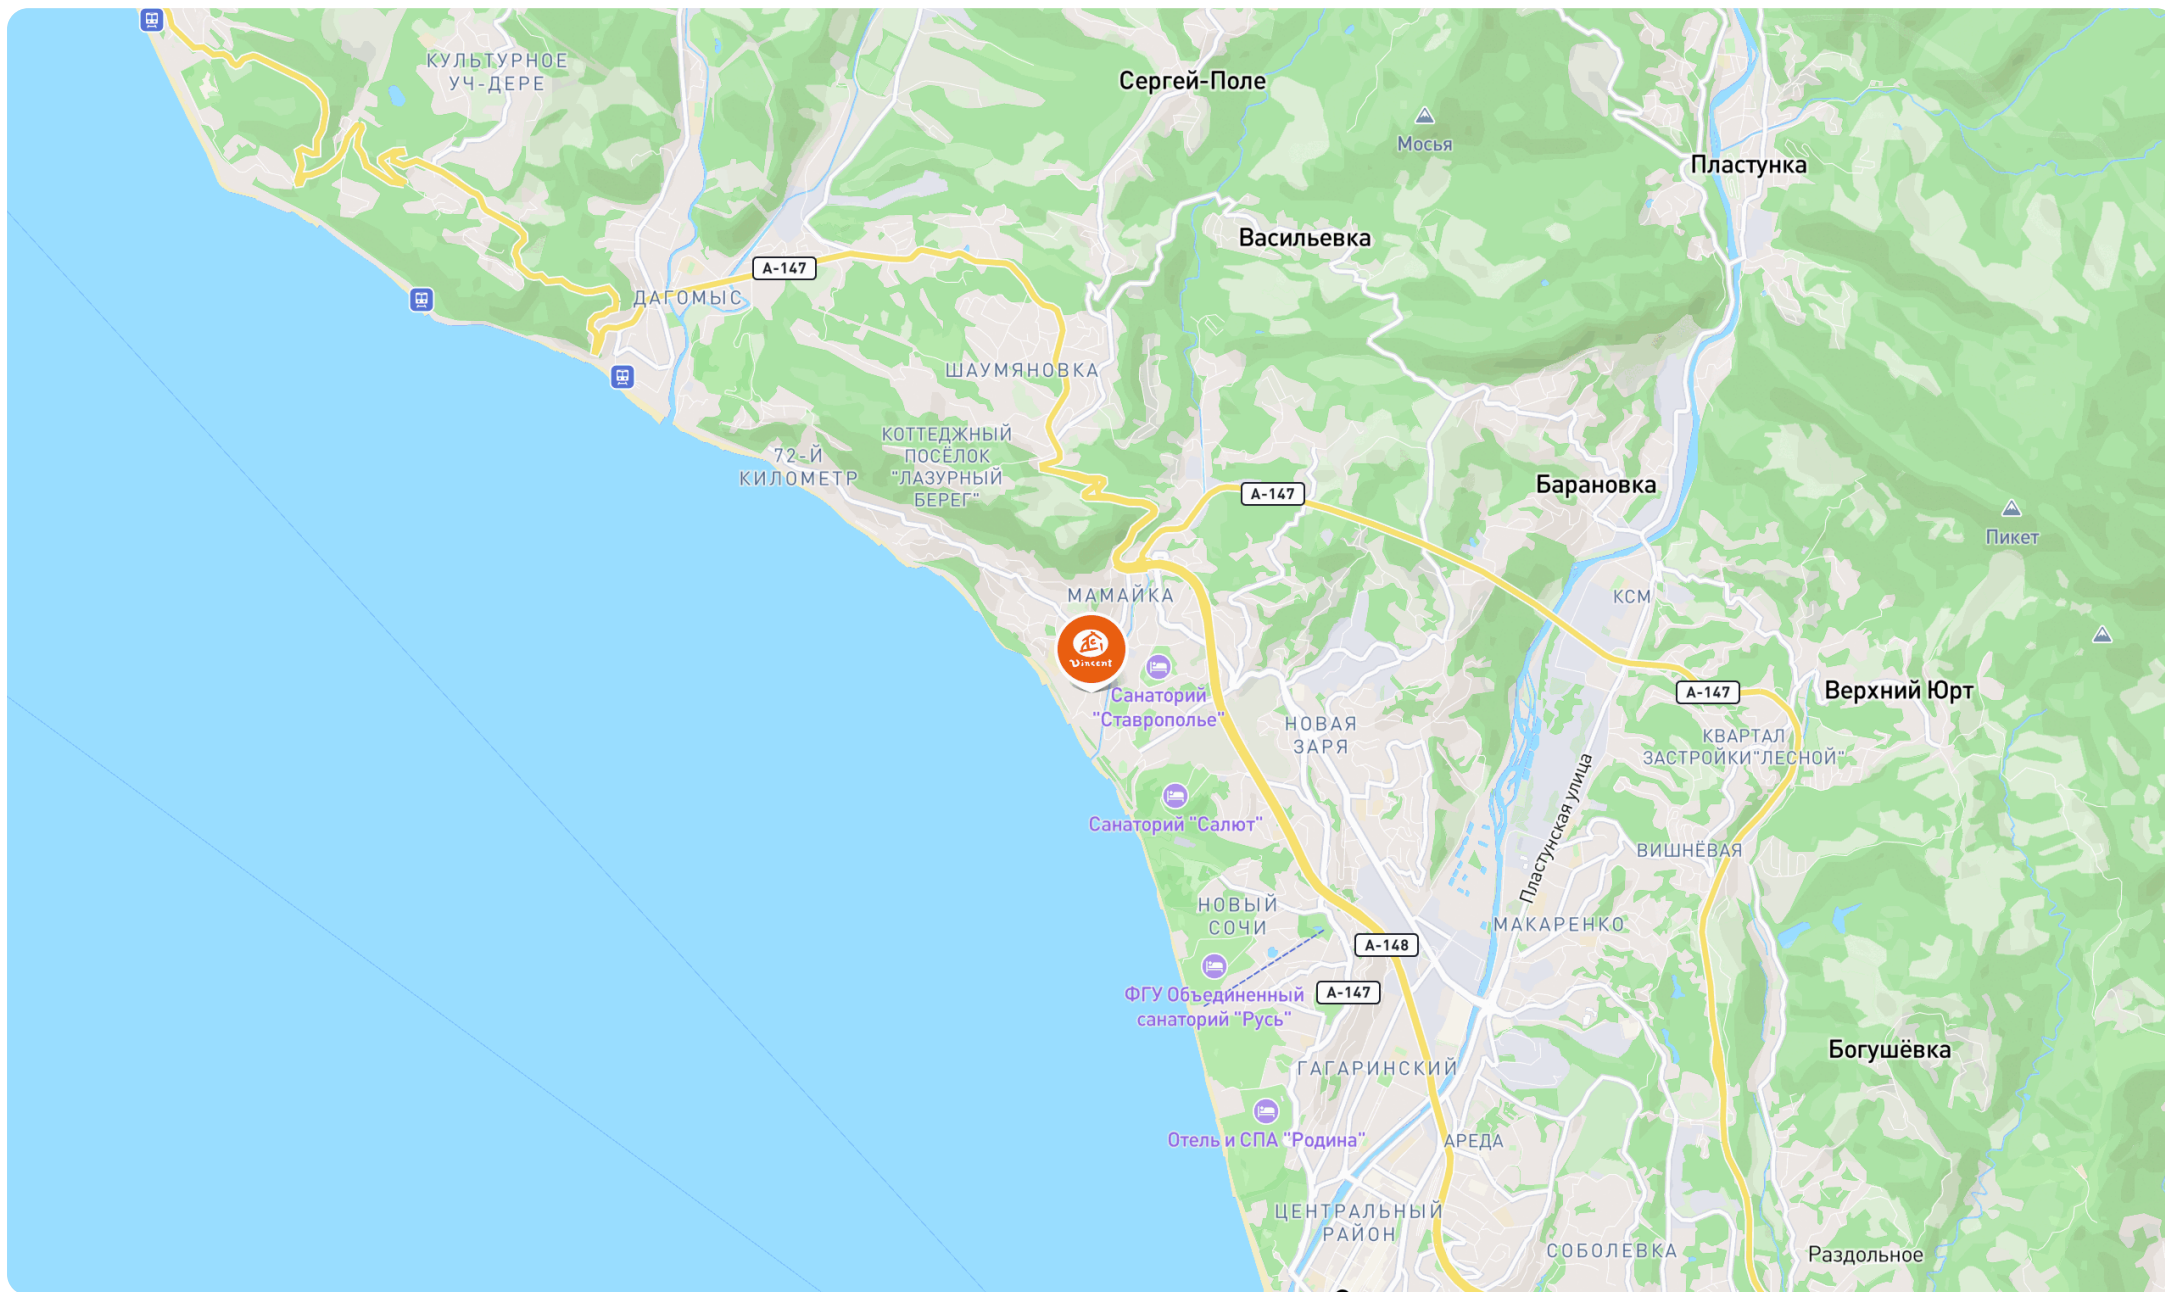 КУЛЬТУРНОЕ
УЧ-ДЕРЕ
Сергей-Поле
Мосья
Пластунка
Васильевка
А-147
ДАГОМЫС
ШАУМЯНОВКА
КОТТЕДЖНЫЙ
ПОСЁЛОК
"ЛАЗУРНЫЙ
БЕРЕГ"
72-Й
КИЛОМЕТР
А-147
Барановка
Пикет
МАМАЙКА
КСМ
Vincent
Санаторий
"Ставрополье"
А-147
Верхний Юрт
НОВАЯ
ЗАРЯ
КВАРТАЛ
ЗАСТРОЙКИ"ЛЕСНОЙ"
Пластунская улица
Санаторий "Салют"
ВИШНЁВАЯ
НОВЫЙ
СОЧИ
МАКАРЕНКО
А-148
А-147
ФГУ Объединенный
санаторий "Русь"
Богушёвка
ГАГАРИНСКИЙ
Отель и СПА "Родина"
АРЕДА
ЦЕНТРАЛЬНЫЙ
РАЙОН
СОБОЛЕВКА
Раздольное